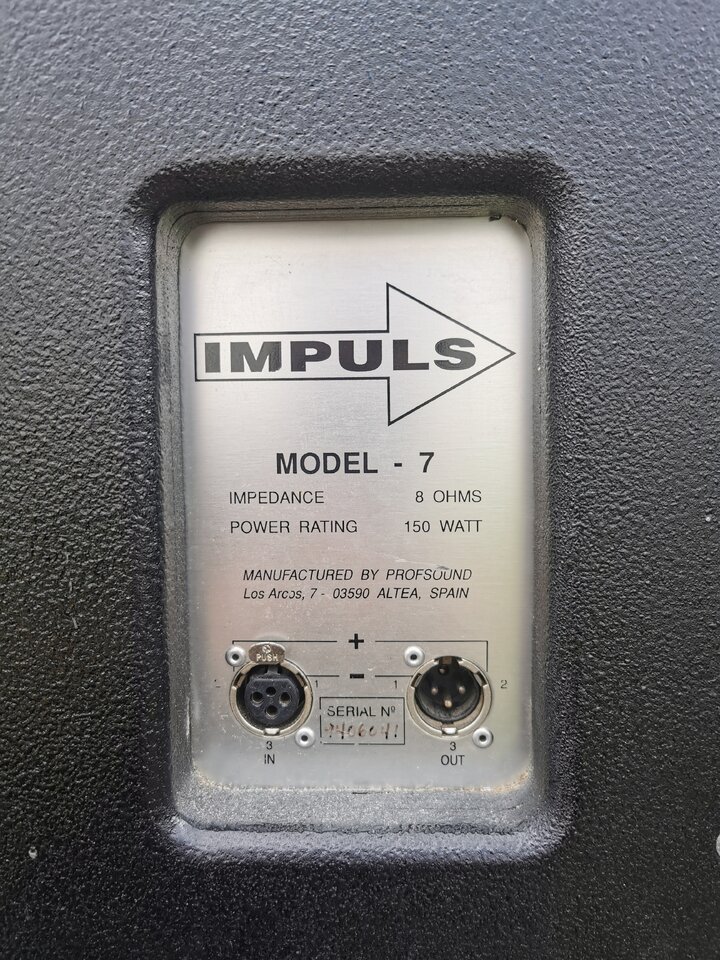 IMPULS
MODEL - 7
IMPEDANCE 8 OHMS
POWER RATING 150 WATT
MANUFACTURED BY PROFSOUND
Los Arcos, 7 - 03590 ALTEA, SPAIN
+
PUSH
2 1 - 1 2
SERIAL Nº
3 3
IN OUT